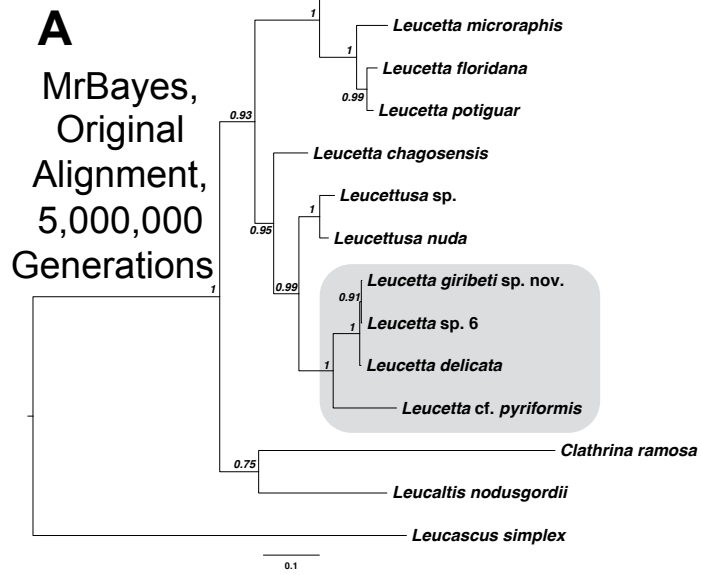 A
MrBayes,
Original
Alignment,
5,000,000
Generations
1
Leucetta microraphis
1
Leucetta floridana
0.99
Leucetta potiguar
0.93
Leucetta chagosensis
Leucettusa sp.
1
0.95
Leucettusa nuda
Leucetta giribeti sp. nov.
0.99
0.91
1
Leucetta sp. 6
1
Leucetta delicata
1
Leucetta cf. pyriformis
Clathrina ramosa
0.75
Leucaltis nodusgordii
Leucascus simplex
0.1